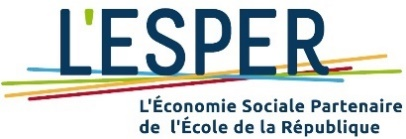 L'ESPER
L'Économie Sociale Partenaire
de l'École de la République